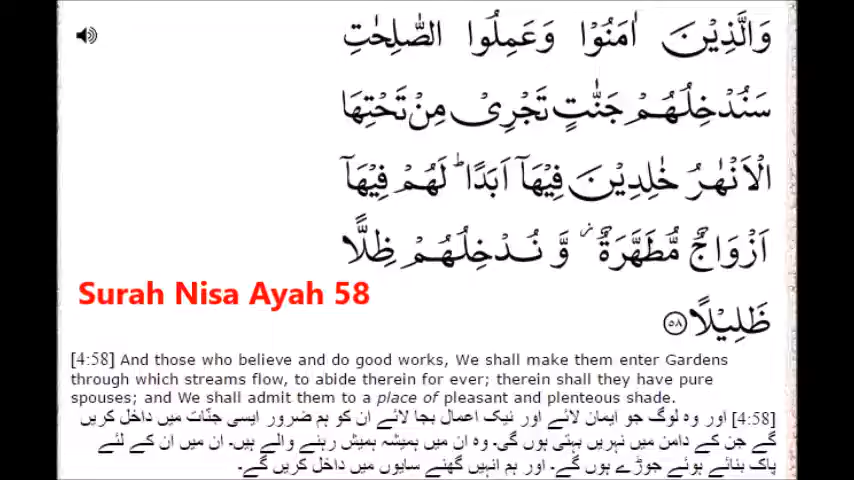 وَالَّذِيْنَ اٰمَنُوْا وَعَمِلُوا الصّٰلِحٰتِ
سَنُدْخِلُهُمْ جَنّٰتٍ تَجْرِيْ مِنْ تَحْتِهَا
الْاَنْهٰرُ خٰلِدِيْنَ فِيْهَاۤ اَبَدًا ؕ لَهُمْ فِيْهَاۤ
اَزْوَاجٌ مُّطَهَّرَةٌ ۫ وَّ نُدْخِلُهُمْ ظِلًّا
Surah Nisa Ayah 58
ظَلِيْلًا ﴿۵۸﴾
[4:58] And those who believe and do good works, We shall make them enter Gardens
through which streams flow, to abide therein for ever; therein shall they have pure
spouses; and We shall admit them to a place of pleasant and plenteous shade.
[4:58] اور وہ لوگ جو ایمان لائے اور نیک اعمال بجا لائے ان کو ہم ضرور ایسی جنّات میں داخل کریں
گے جن کے دامن میں نہریں بہتی ہوں گی۔ وہ ان میں ہمیشہ ہمیش رہنے والے ہیں۔ ان میں ان کے لئے
پاک بنائے ہوئے جوڑے ہوں گے۔ اور ہم انہیں گھنے سایوں میں داخل کریں گے۔